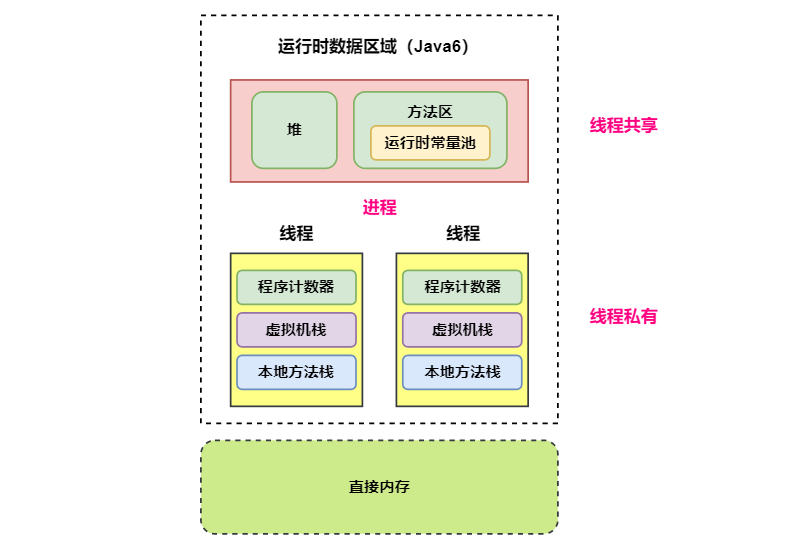 运行时数据区域（Java6）
堆
方法区
运行时常量池
线程共享
进程
线程
线程
程序计数器
程序计数器
虚拟机栈
虚拟机栈
本地方法栈
本地方法栈
线程私有
直接内存